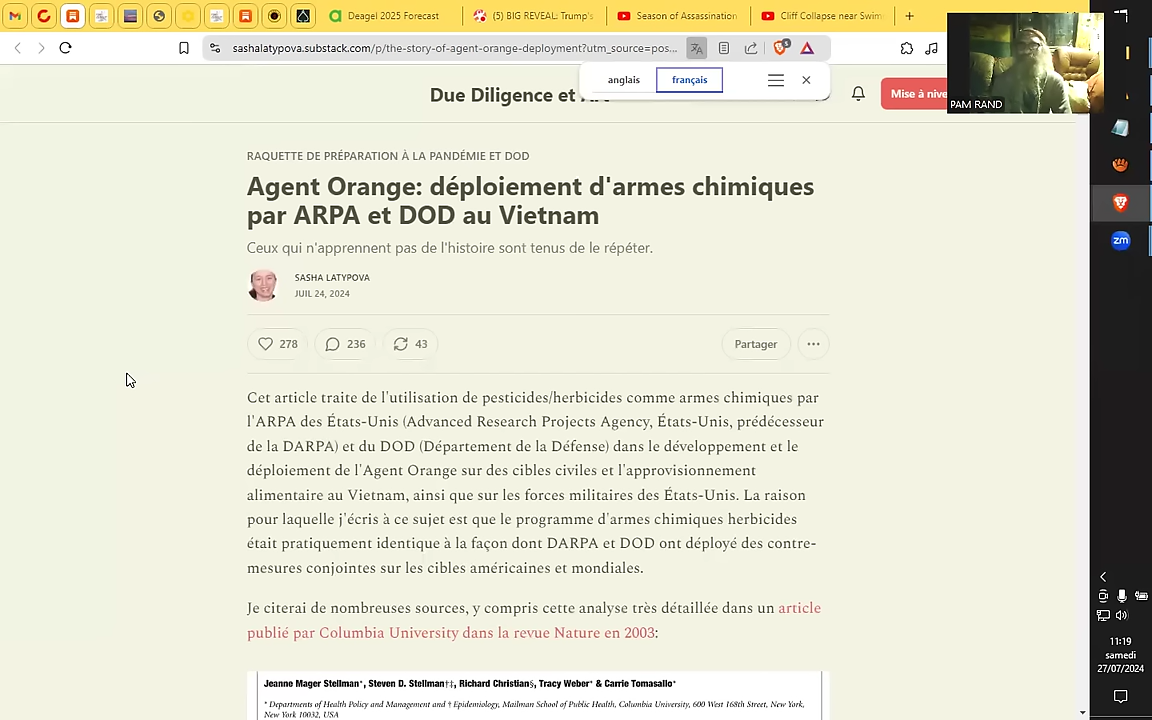 Deagel 2025 Forecast
(5) BIG REVEAL: Trump's
Season of Assassination
Cliff Collapse near Swim
sashalatypova.substack.com/p/the-story-of-agent-orange-deployment?utm_source=pos...
5
anglais
français
Due Diligence et
Mise à nive
PAM RAND
RAQUETTE DE PRÉPARATION À LA PANDÉMIE ET DOD
Agent Orange: déploiement d'armes chimiques
par ARPA et DOD au Vietnam
Ceux qui n'apprennent pas de l'histoire sont tenus de le répéter.
SASHA LATYPOVA
JUIL 24, 2024
278
236
43
Partager
Cet article traite de l'utilisation de pesticides/herbicides comme armes chimiques par
l'ARPA des États-Unis (Advanced Research Projects Agency, États-Unis, prédécesseur
de la DARPA) et du DOD (Département de la Défense) dans le développement et le
déploiement de l'Agent Orange sur des cibles civiles et l'approvisionnement
alimentaire au Vietnam, ainsi que sur les forces militaires des États-Unis. La raison
pour laquelle j'écris à ce sujet est que le programme d'armes chimiques herbicides
était pratiquement identique à la façon dont DARPA et DOD ont déployé des contre-
mesures conjointes sur les cibles américaines et mondiales.
Je citerai de nombreuses sources, y compris cette analyse très détaillée dans un article
publié par Columbia University dans la revue Nature en 2003:
Jeanne Mager Stellman*, Steven D. Stellman†‡, Richard Christian§, Tracy Weber* & Carrie Tomasallo*
* Departments of Health Policy and Management and † Epidemiology, Mailman School of Public Health, Columbia University, 600 West 168th Street, New York,
New York 10032, USA
zm
11:19
samedi
27/07/2024